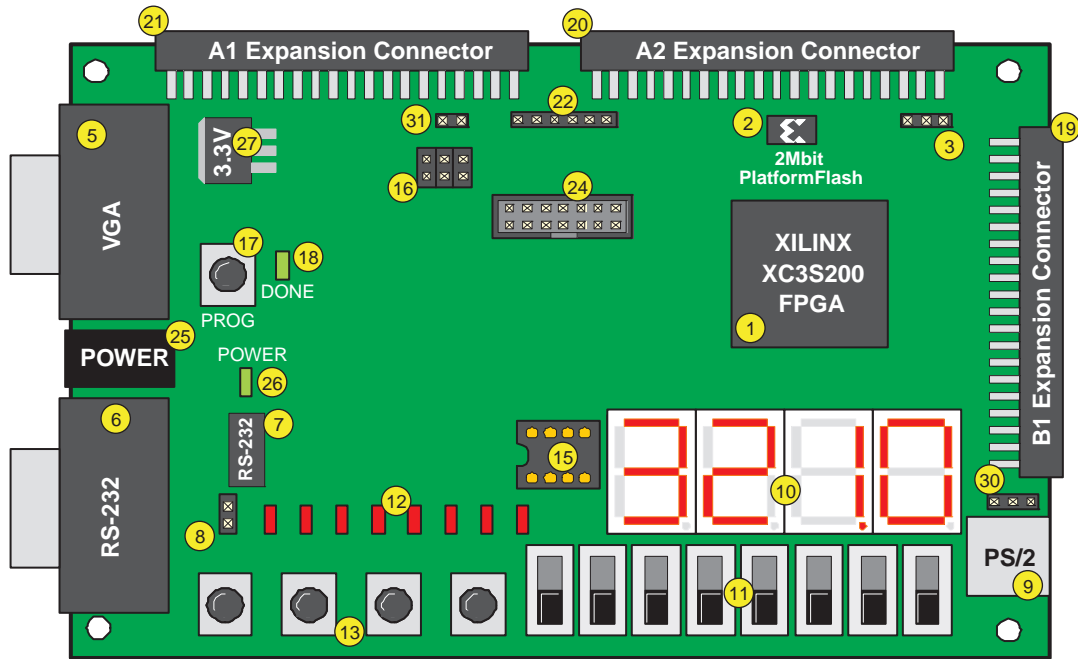 21
A1 Expansion Connector
20
A2 Expansion Connector
5
VGA
3.3V
27
31
22
2
2Mbit
PlatformFlash
3
19
B1 Expansion Connector
16
24
17
PROG
18
DONE
XILINX
XC3S200
FPGA
1
25
POWER
POWER
26
6
RS-232
7
RS-232
15
321.0
10
30
8
12
PS/2
9
11
13